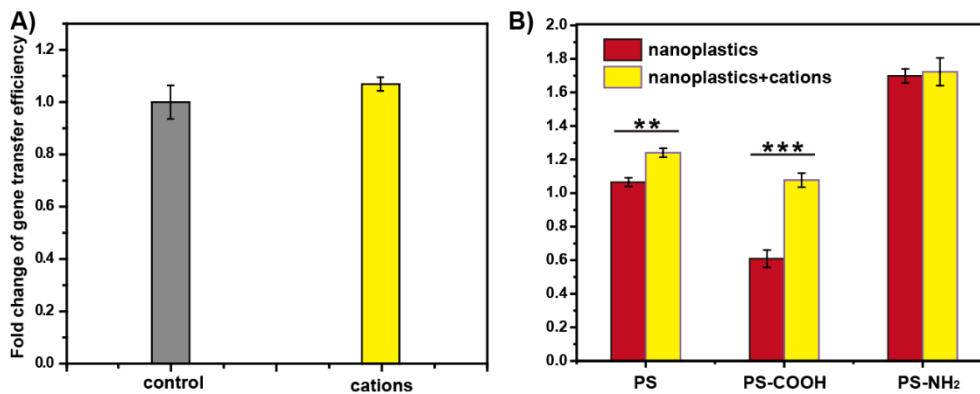 A)
Fold change of gene transfer efficiency
1.2
1.0
0.8
0.6
0.4
0.2
0.0
control
cations
B)
2.0
1.8
1.6
1.4
1.2
1.0
0.8
0.6
0.4
0.2
0.0
nanoplastics
nanoplastics+cations
**
***
PS
PS-COOH
PS-NH₂